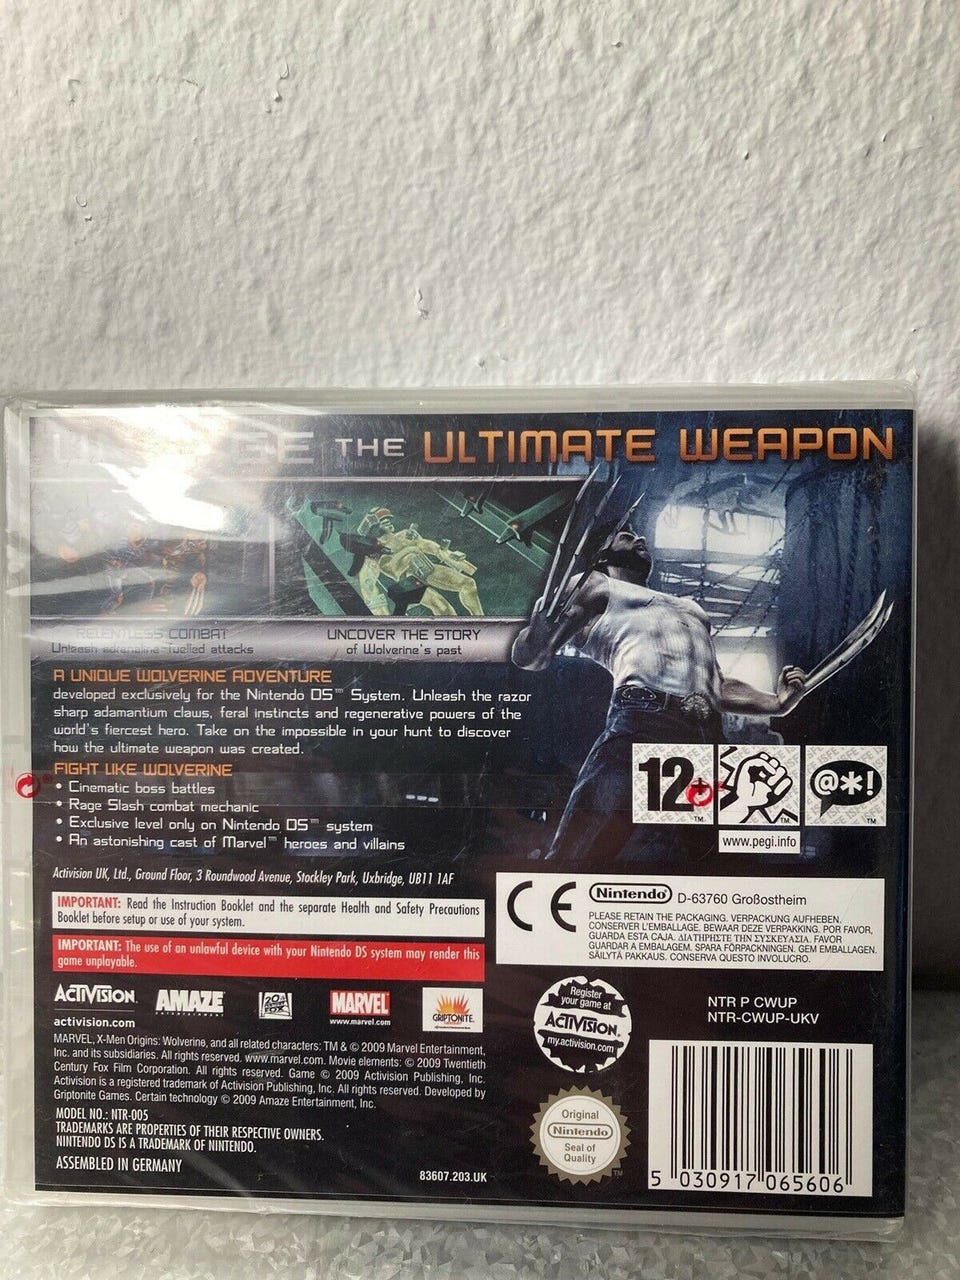 THE ULTIMATE WEAPON
RELENTLESS COMBAT
Unleash adrenaline-fuelled attacks
UNCOVER THE STORY
of Wolverine's past
A UNIQUE WOLVERINE ADVENTURE
developed exclusively for the Nintendo DS™ System. Unleash the razor
sharp adamantium claws, feral instincts and regenerative powers of the
world's fiercest hero. Take on the impossible in your hunt to discover
how the ultimate weapon was created.
FIGHT LIKE WOLVERINE
• Cinematic boss battles
• Rage Slash combat mechanic
• Exclusive level only on Nintendo DS™ system
• An astonishing cast of Marvel™ heroes and villains
12+
™
™
@*!
™
www.pegi.info
Activision UK, Ltd., Ground Floor, 3 Roundwood Avenue, Stockley Park, Uxbridge, UB11 1AF
IMPORTANT: Read the Instruction Booklet and the separate Health and Safety Precautions
Booklet before setup or use of your system.
IMPORTANT: The use of an unlawful device with your Nintendo DS system may render this
game unplayable.
CE Nintendo® D-63760 Großostheim
PLEASE RETAIN THE PACKAGING. VERPACKUNG AUFHEBEN.
CONSERVER L'EMBALLAGE. BEWAAR DEZE VERPAKKING. POR FAVOR,
GUARDA ESTA CAJA. ΔΙΑΤΗΡΗΣΤΕ ΤΗΝ ΣΥΣΚΕΥΑΣΙΑ. FAVOR
GUARDAR A EMBALAGEM. SPARA FÖRPACKNINGEN. GEM EMBALLAGEN.
SÄILYTÄ PAKKAUS. CONSERVA QUESTO INVOLUCRO.
ACTIVISION.
activision.com
AMAZE
20th CENTURY FOX
MARVEL
www.marvel.com
GRIPTONITE
Register
your game at
ACTIVISION.
my.activision.com
NTR P CWUP
NTR-CWUP-UKV
MARVEL, X-Men Origins: Wolverine, and all related characters: TM & © 2009 Marvel Entertainment,
Inc. and its subsidiaries. All rights reserved. www.marvel.com. Movie elements: © 2009 Twentieth
Century Fox Film Corporation. All rights reserved. Game © 2009 Activision Publishing, Inc.
Activision is a registered trademark of Activision Publishing, Inc. All rights reserved. Developed by
Griptonite Games. Certain technology © 2009 Amaze Entertainment, Inc.
MODEL NO.: NTR-005
TRADEMARKS ARE PROPERTIES OF THEIR RESPECTIVE OWNERS.
NINTENDO DS IS A TRADEMARK OF NINTENDO.
ASSEMBLED IN GERMANY
83607.203.UK
Original
Nintendo
Seal of
Quality
TM
5 030917 065606